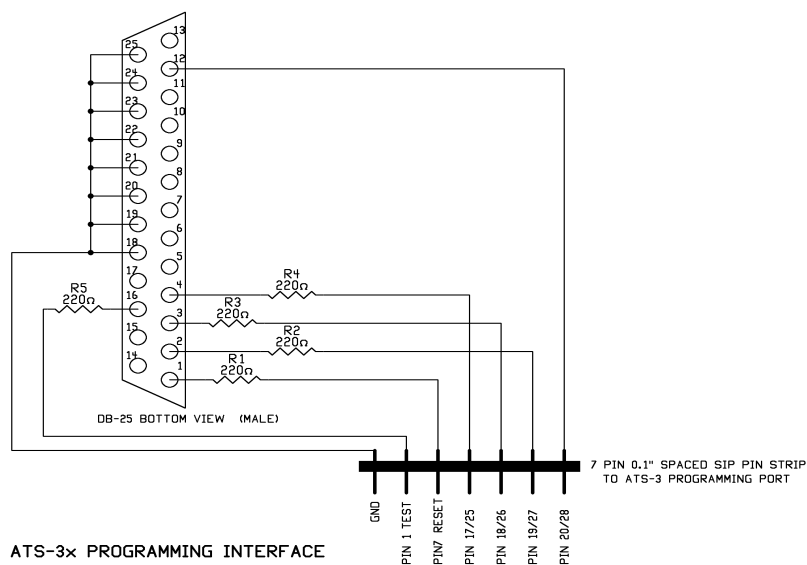 13
25
12
24
11
23
10
22
9
21
8
20
7
19
6
18
5
17
4
16
3
15
2
14
1
R4
220Ω
R5
220Ω
R3
220Ω
R2
220Ω
R1
220Ω
DB-25 BOTTOM VIEW (MALE)
7 PIN 0.1" SPACED SIP PIN STRIP
TO ATS-3 PROGRAMMING PORT
GND
PIN 1 TEST
PIN7 RESET
PIN 17/25
PIN 18/26
PIN 19/27
PIN 20/28
ATS-3x PROGRAMMING INTERFACE